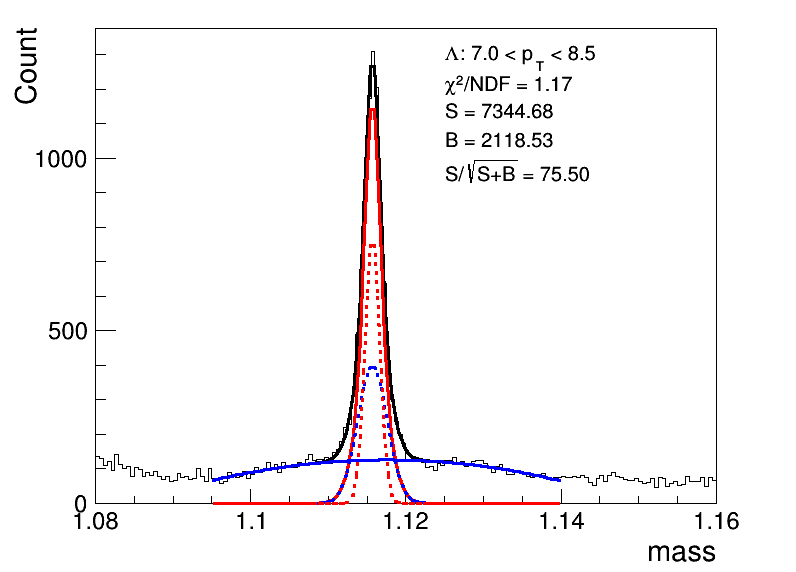 Count
Λ: 7.0 < p_T < 8.5
χ²/NDF = 1.17
S = 7344.68
B = 2118.53
S/√S+B = 75.50
1000
500
0
1.08 1.1 1.12 1.14 1.16
mass